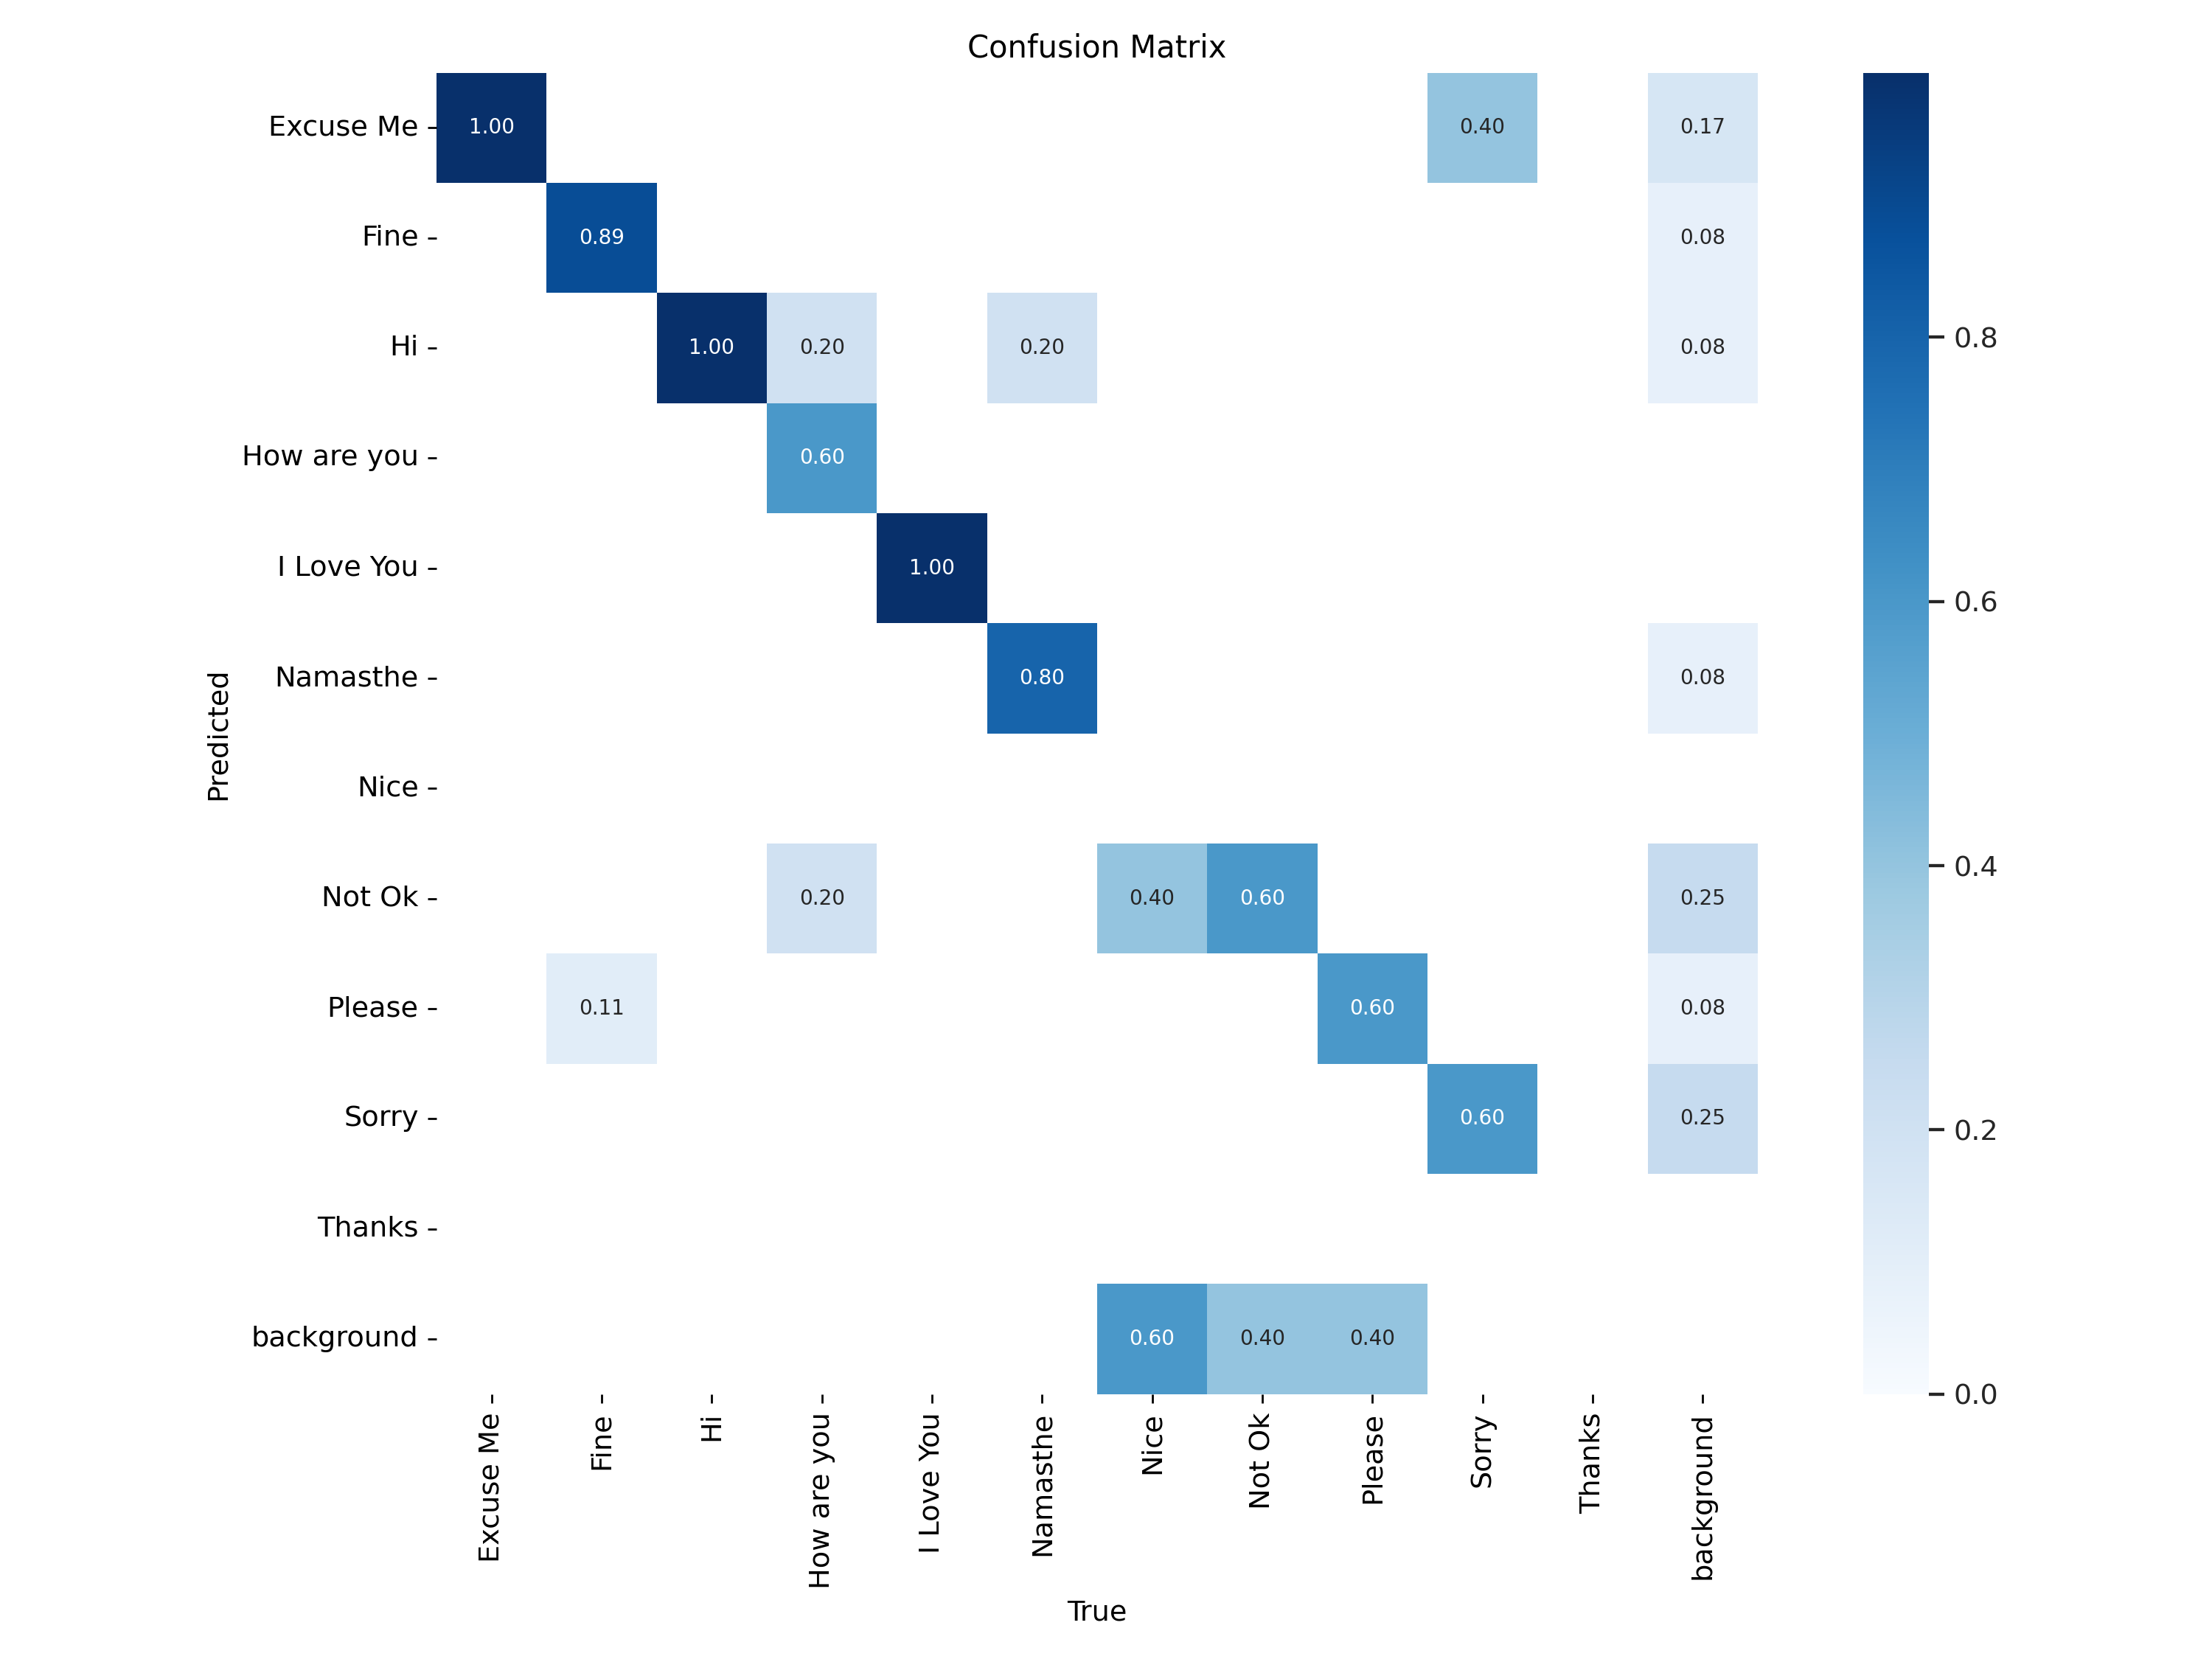 Confusion Matrix
Excuse Me 1.00 0.40 0.17
Fine 0.89 0.08
Hi 1.00 0.20 0.20 0.08
How are you 0.60
I Love You 1.00
Namasthe 0.80 0.08
Nice
Not Ok 0.20 0.40 0.60 0.25
Please 0.11 0.60 0.08
Sorry 0.60 0.25
Thanks
background 0.60 0.40 0.40
Predicted
Excuse Me Fine Hi How are you I Love You Namasthe Nice Not Ok Please Sorry Thanks background
True
0.8
0.6
0.4
0.2
0.0